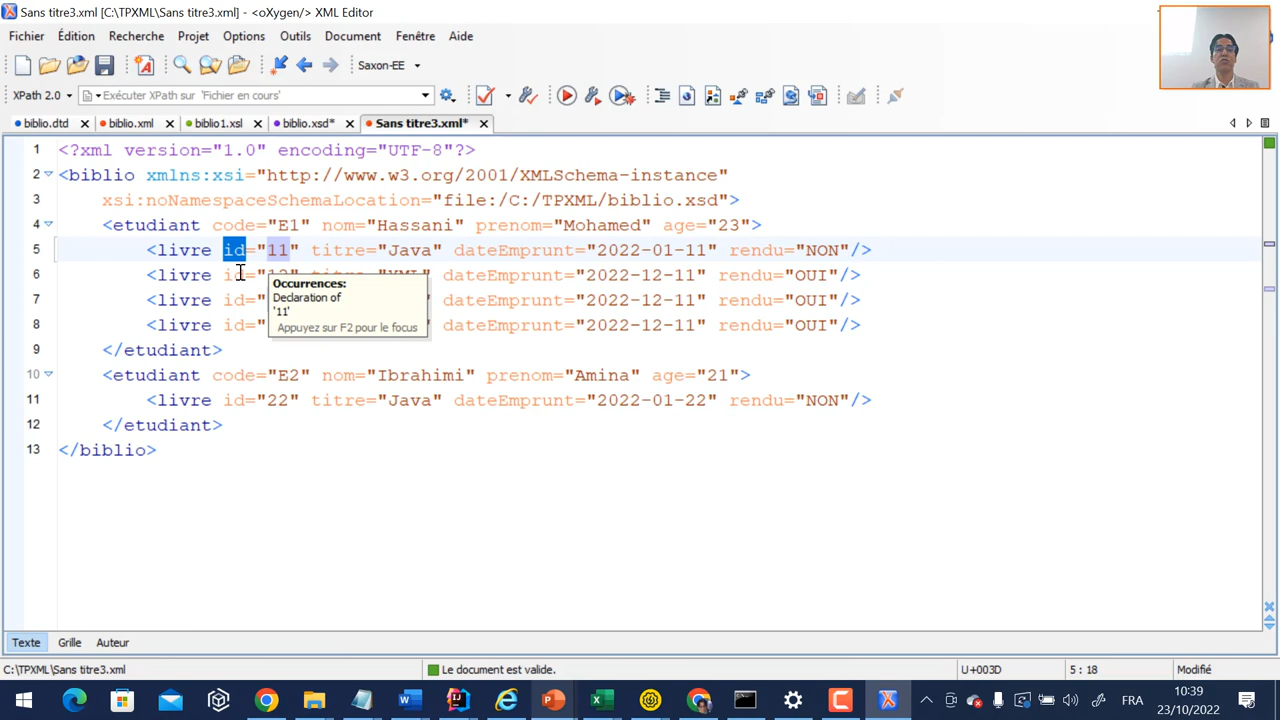 Sans titre3.xml [C:\TPXML\Sans titre3.xml] - <oXygen/> XML Editor
Fichier Édition Recherche Projet Options Outils Document Fenêtre Aide
Saxon-EE
XPath 2.0 Exécuter XPath sur 'Fichier en cours'
biblio.dtd biblio.xml biblio1.xsl biblio.xsd* Sans titre3.xml*
1 <?xml version="1.0" encoding="UTF-8"?>
2 <biblio xmlns:xsi="http://www.w3.org/2001/XMLSchema-instance"
3 xsi:noNamespaceSchemaLocation="file:/C:/TPXML/biblio.xsd">
4 <etudiant code="E1" nom="Hassani" prenom="Mohamed" age="23">
5 <livre id="11" titre="Java" dateEmprunt="2022-01-11" rendu="NON"/>
6 <livre id= dateEmprunt="2022-12-11" rendu="OUI"/>
7 <livre id=" " dateEmprunt="2022-12-11" rendu="OUI"/>
8 <livre id=" " dateEmprunt="2022-12-11" rendu="OUI"/>
Occurrences:
Declaration of
'11'
Appuyez sur F2 pour le focus
9 </etudiant>
10 <etudiant code="E2" nom="Ibrahimi" prenom="Amina" age="21">
11 <livre id="22" titre="Java" dateEmprunt="2022-01-22" rendu="NON"/>
12 </etudiant>
13 </biblio>
Texte Grille Auteur
C:\TPXML\Sans titre3.xml Le document est valide. U+003D 5 : 18 Modifié
FRA 10:39
23/10/2022